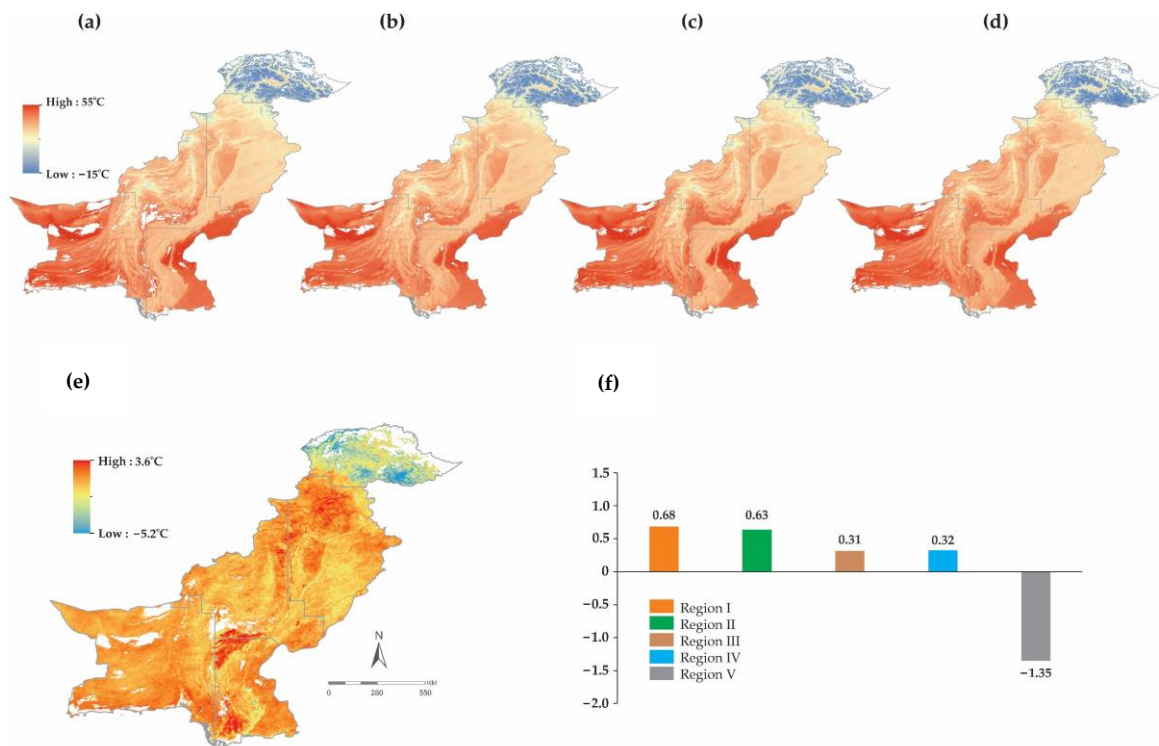 (a)
(b)
(c)
(d)
High : 55°C
Low : −15°C
(e)
(f)
High : 3.6°C
Low : −5.2°C
N
KM
0 280 550
1.5
1.0
0.5
0
−0.5
−1.0
−1.5
−2.0
0.68
0.63
0.31
0.32
−1.35
Region I
Region II
Region III
Region IV
Region V